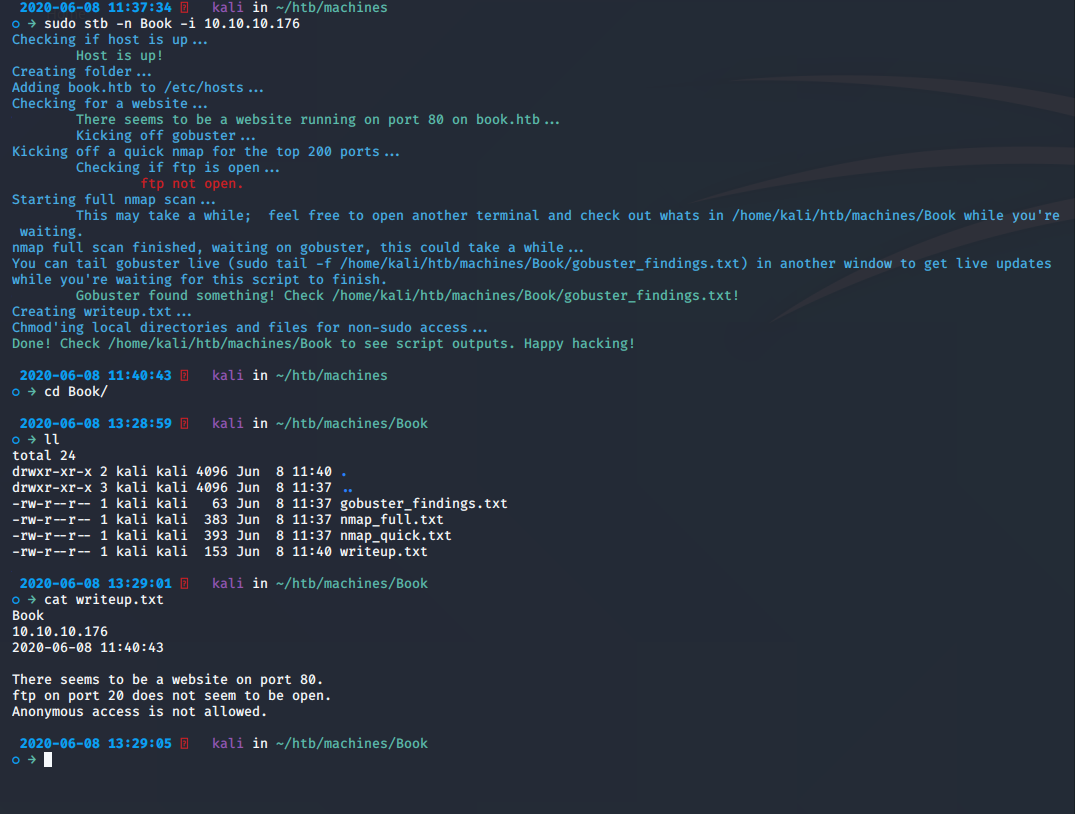 2020-06-08 11:37:34 kali in ~/htb/machines
○ → sudo stb -n Book -i 10.10.10.176
Checking if host is up...
Host is up!
Creating folder...
Adding book.htb to /etc/hosts...
Checking for a website...
There seems to be a website running on port 80 on book.htb...
Kicking off gobuster...
Kicking off a quick nmap for the top 200 ports...
Checking if ftp is open...
ftp not open.
Starting full nmap scan...
This may take a while;  feel free to open another terminal and check out whats in /home/kali/htb/machines/Book while you're
waiting.
nmap full scan finished, waiting on gobuster, this could take a while...
You can tail gobuster live (sudo tail -f /home/kali/htb/machines/Book/gobuster_findings.txt) in another window to get live updates
while you're waiting for this script to finish.
Gobuster found something! Check /home/kali/htb/machines/Book/gobuster_findings.txt!
Creating writeup.txt...
Chmod'ing local directories and files for non-sudo access...
Done! Check /home/kali/htb/machines/Book to see script outputs. Happy hacking!
2020-06-08 11:40:43 kali in ~/htb/machines
○ → cd Book/
2020-06-08 13:28:59 kali in ~/htb/machines/Book
○ → ll
total 24
drwxr-xr-x 2 kali kali 4096 Jun  8 11:40 .
drwxr-xr-x 3 kali kali 4096 Jun  8 11:37 ..
-rw-r--r-- 1 kali kali   63 Jun  8 11:37 gobuster_findings.txt
-rw-r--r-- 1 kali kali  383 Jun  8 11:37 nmap_full.txt
-rw-r--r-- 1 kali kali  393 Jun  8 11:37 nmap_quick.txt
-rw-r--r-- 1 kali kali  153 Jun  8 11:40 writeup.txt
2020-06-08 13:29:01 kali in ~/htb/machines/Book
○ → cat writeup.txt
Book
10.10.10.176
2020-06-08 11:40:43
There seems to be a website on port 80.
ftp on port 20 does not seem to be open.
Anonymous access is not allowed.
2020-06-08 13:29:05 kali in ~/htb/machines/Book
○ →